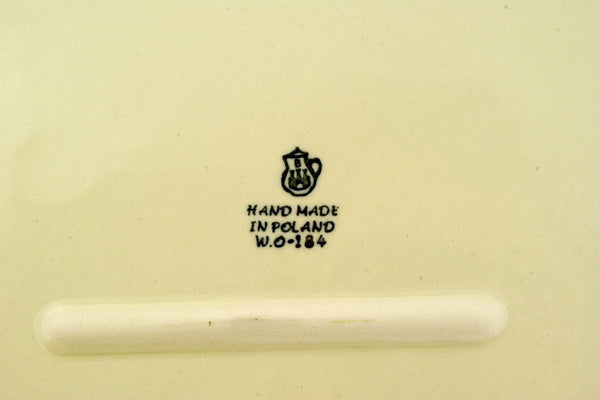 B
HAND MADE
IN POLAND
W.O-184